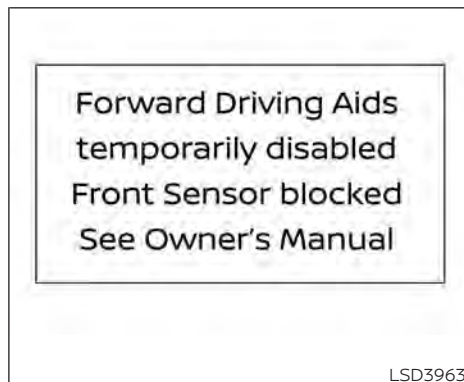 Forward Driving Aids
temporarily disabled
Front Sensor blocked
See Owner's Manual
LSD3963